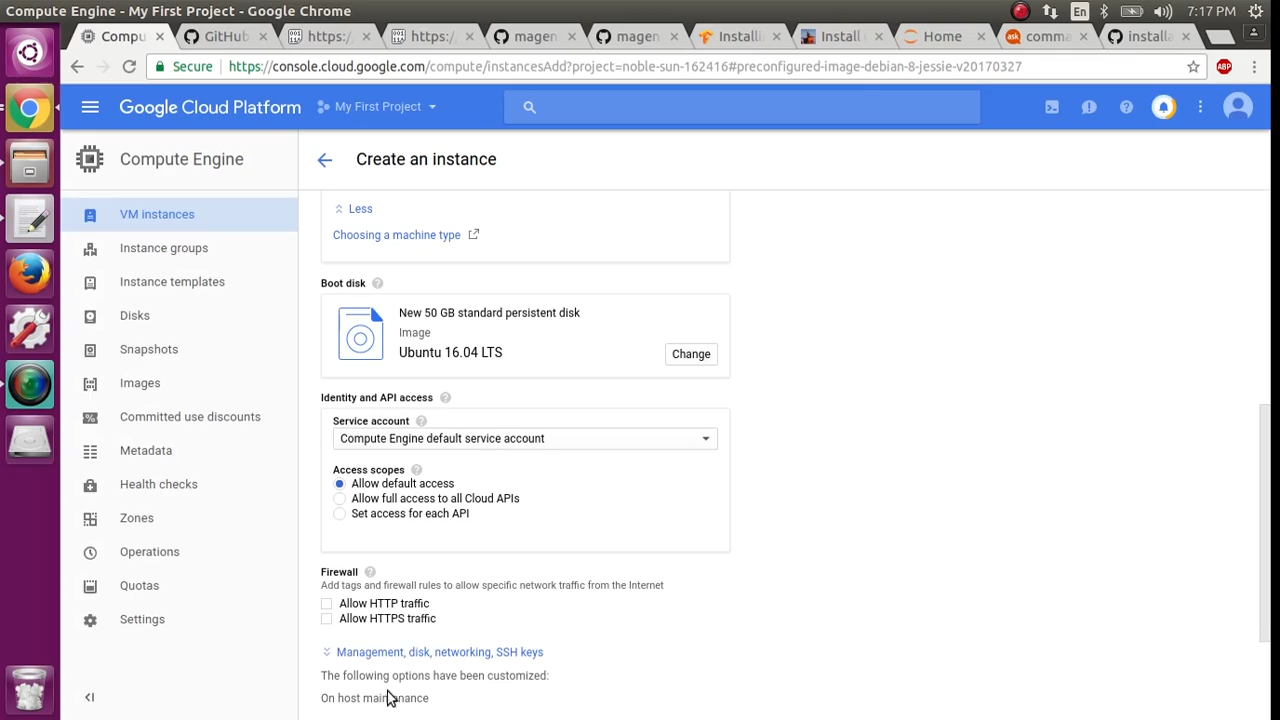 Compute Engine - My First Project - Google Chrome
En
7:17 PM
Compu
GitHUB
https:/
https:/
magen
magen
Installi
Install
Home
comma
installa
Secure
https://console.cloud.google.com/compute/instancesAdd?project=noble-sun-162416#preconfigured-image-debian-8-jessie-v20170327
ABP
Google Cloud Platform
My First Project
Compute Engine
Create an instance
VM instances
Instance groups
Instance templates
Disks
Snapshots
Images
Committed use discounts
Metadata
Health checks
Zones
Operations
Quotas
Settings
Less
Choosing a machine type
Boot disk
New 50 GB standard persistent disk
Image
Ubuntu 16.04 LTS
Change
Identity and API access
Service account
Compute Engine default service account
Access scopes
Allow default access
Allow full access to all Cloud APIs
Set access for each API
Firewall
Add tags and firewall rules to allow specific network traffic from the Internet
Allow HTTP traffic
Allow HTTPS traffic
Management, disk, networking, SSH keys
The following options have been customized:
On host maintenance